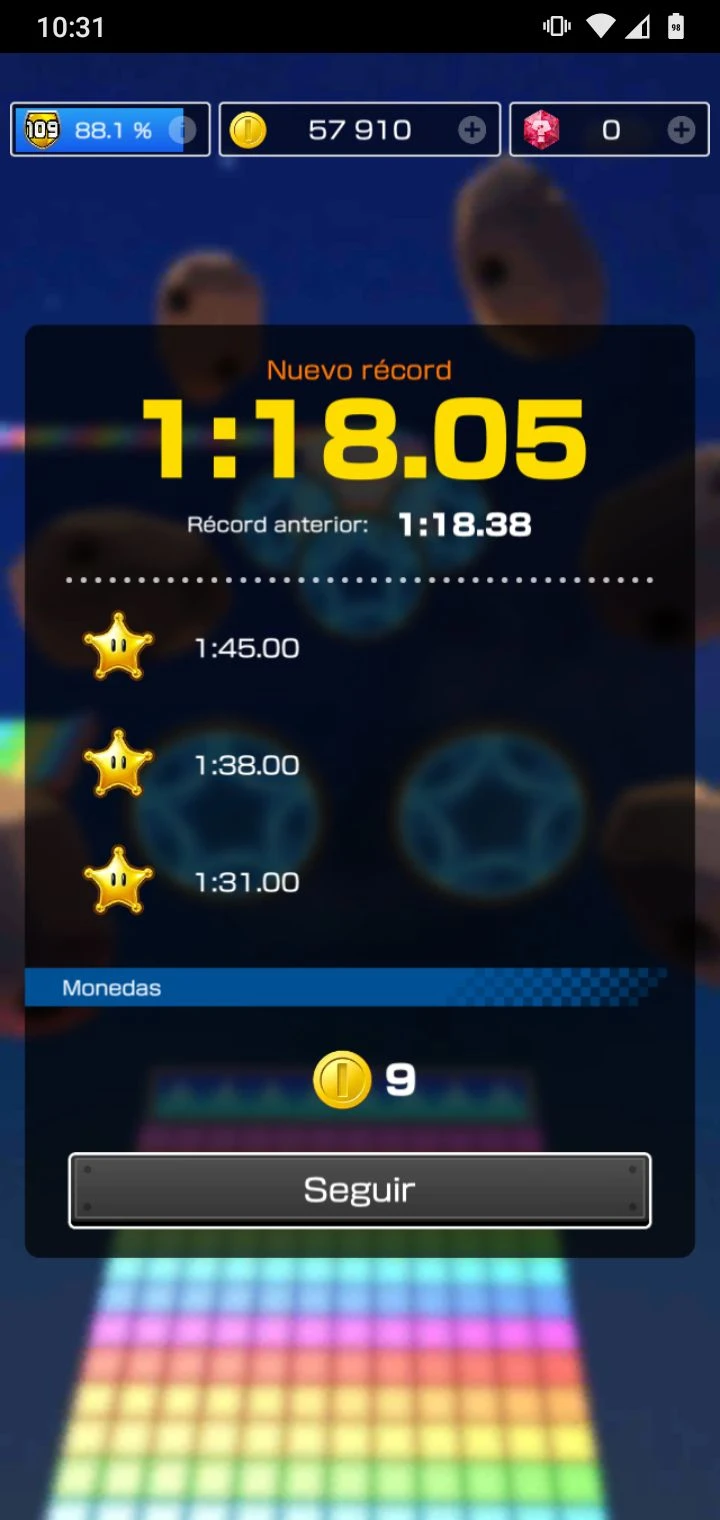 10:31
98
109 88.1 % i 57 910 0
Nuevo récord
1:18.05
Récord anterior: 1:18.38
1:45.00
1:38.00
1:31.00
Monedas
9
Seguir